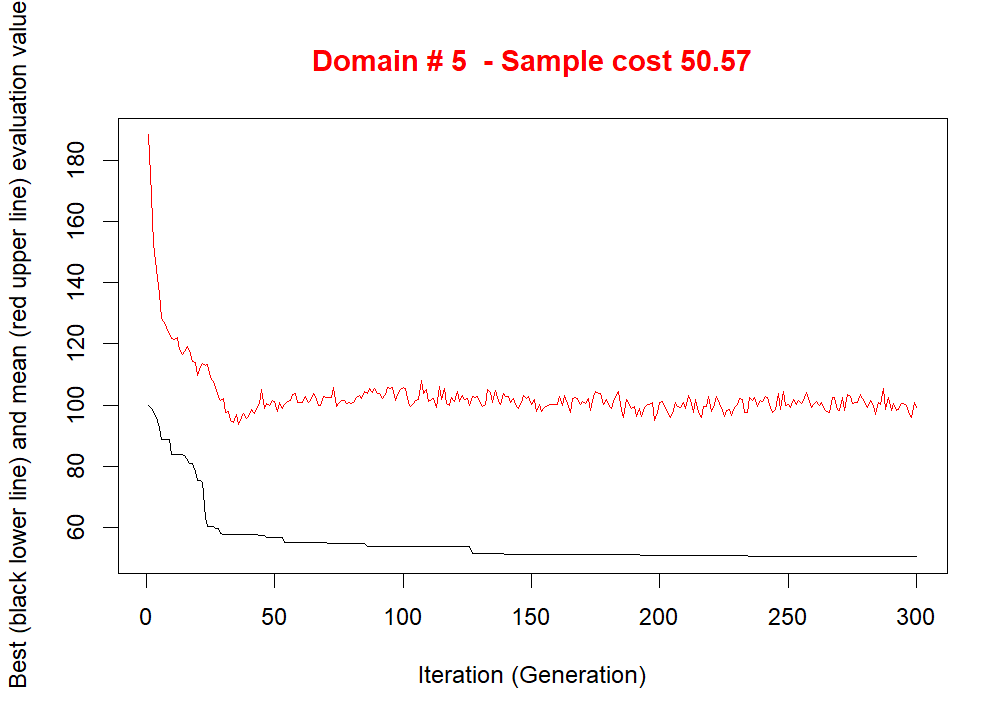 Domain # 5  - Sample cost 50.57
Best (black lower line) and mean (red upper line) evaluation value
180
160
140
120
100
80
60
0 50 100 150 200 250 300
Iteration (Generation)